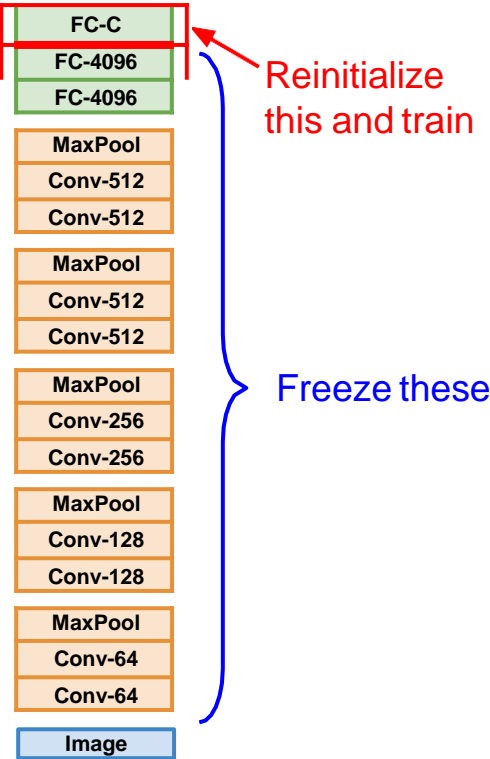 FC-C
FC-4096
FC-4096
Reinitialize
this and train
MaxPool
Conv-512
Conv-512
MaxPool
Conv-512
Conv-512
MaxPool
Conv-256
Conv-256
Freeze these
MaxPool
Conv-128
Conv-128
MaxPool
Conv-64
Conv-64
Image